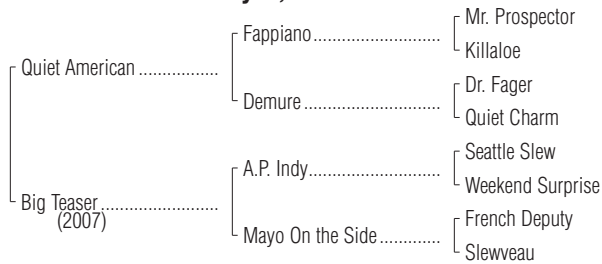 Fappiano
Mr. Prospector
Killaloe
Quiet American
Demure
Dr. Fager
Quiet Charm
A.P. Indy
Seattle Slew
Weekend Surprise
Big Teaser
(2007)
Mayo On the Side
French Deputy
Slewveau